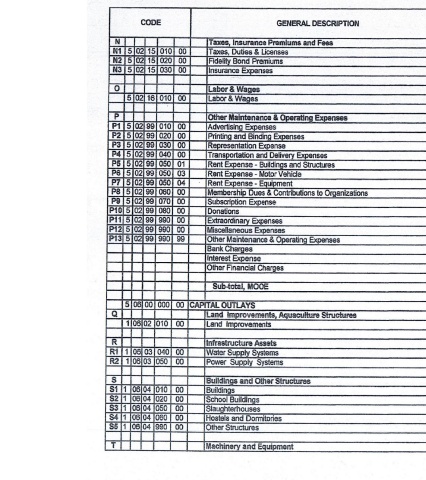 CODE GENERAL DESCRIPTION
N Taxes, Insurance Premiums and Fees
N1 5 02 15 010 00 Taxes, Duties & Licenses
N2 5 02 15 020 00 Fidelity Bond Premiums
N3 5 02 15 030 00 Insurance Expenses
O Labor & Wages
5 02 16 010 00 Labor & Wages
P Other Maintenance & Operating Expenses
P1 5 02 99 010 00 Advertising Expenses
P2 5 02 99 020 00 Printing and Binding Expenses
P3 5 02 99 030 00 Representation Expense
P4 5 02 99 040 00 Transportation and Delivery Expenses
P5 5 02 99 050 01 Rent Expense - Buildings and Structures
P6 5 02 99 050 03 Rent Expense - Motor Vehicle
P7 5 02 99 050 04 Rent Expense - Equipment
P8 5 02 99 060 00 Membership Dues & Contributions to Organizations
P9 5 02 99 070 00 Subscription Expense
P10 5 02 99 080 00 Donations
P11 5 02 99 990 00 Extraordinary Expenses
P12 5 02 99 990 00 Miscellaneous Expenses
P13 5 02 99 990 99 Other Maintenance & Operating Expenses
Bank Charges
Interest Expense
Other Financial Charges
Sub-total, MOOE
5 06 00 000 00 CAPITAL OUTLAYS
Q Land Improvements, Aquaculture Structures
1 06 02 010 00 Land Improvements
R Infrastructure Assets
R1 1 06 03 040 00 Water Supply Systems
R2 1 06 03 050 00 Power Supply Systems
S Buildings and Other Structures
S1 1 06 04 010 00 Buildings
S2 1 06 04 020 00 School Buildings
S3 1 06 04 050 00 Slaughterhouses
S4 1 06 04 060 00 Hostels and Dormitories
S5 1 06 04 990 00 Other Structures
T Machinery and Equipment